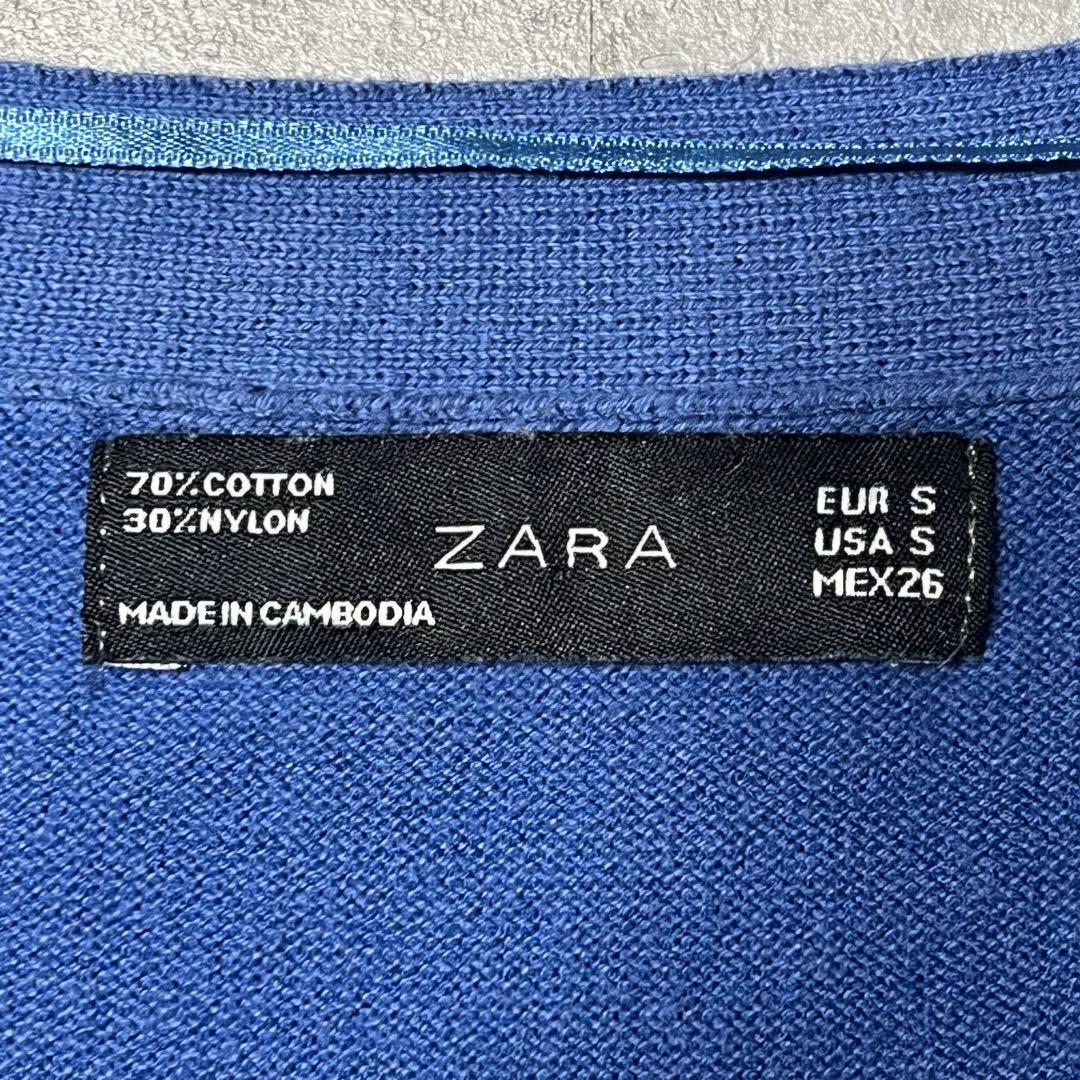 70%COTTON
30%NYLON
MADE IN CAMBODIA
ZARA
EUR S
USA S
MEX26